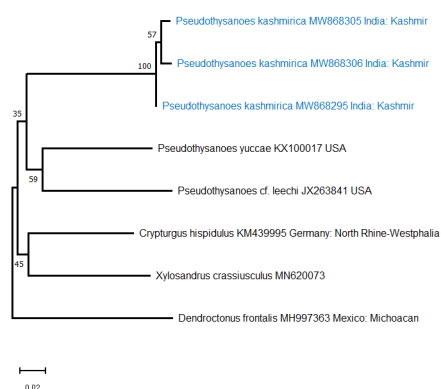 57
Pseudothysanoes kashmirica MW868305 India: Kashmir
100
Pseudothysanoes kashmirica MW868306 India: Kashmir
Pseudothysanoes kashmirica MW868295 India: Kashmir
35
Pseudothysanoes yuccae KX100017 USA
59
Pseudothysanoes cf. leechi JX263841 USA
Crypturgus hispidulus KM439995 Germany: North Rhine-Westphalia
45
Xylosandrus crassiusculus MN620073
Dendroctonus frontalis MH997363 Mexico: Michoacan
0.02